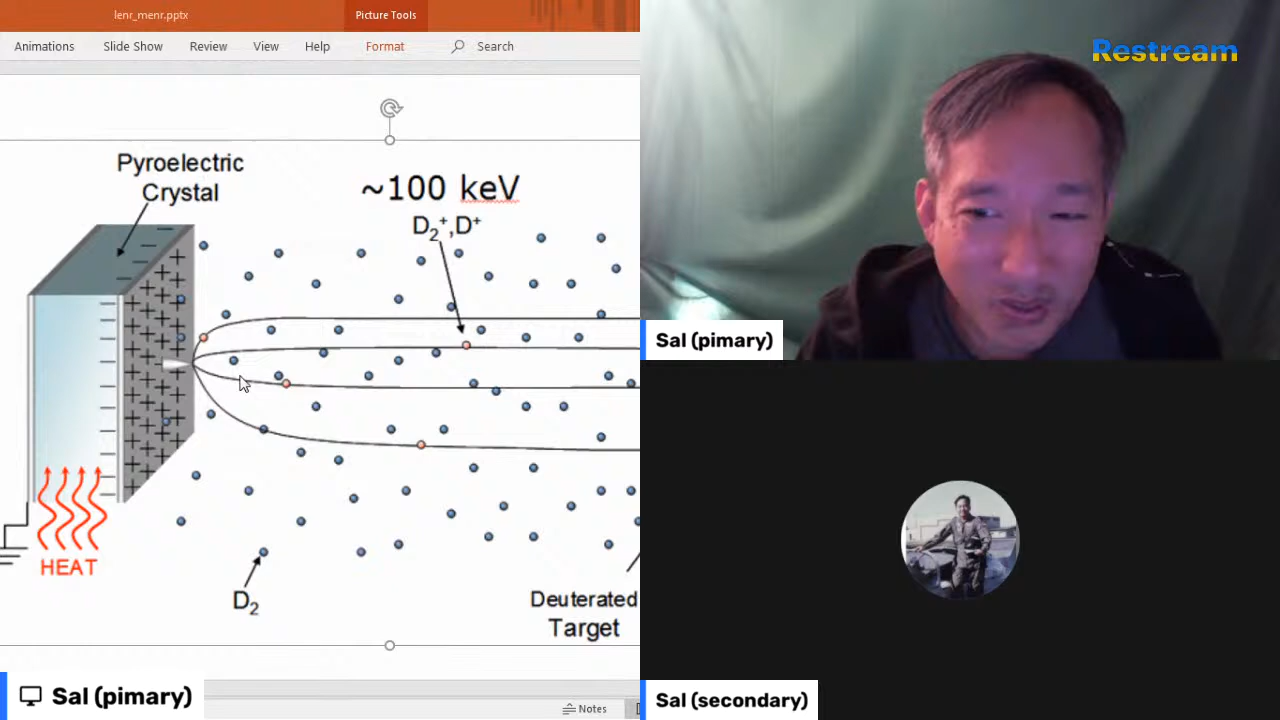 lenr_menr.pptx
Picture Tools
Animations
Slide Show
Review
View
Help
Format
Search
Pyroelectric
Crystal
~100 keV
D₂⁺,D⁺
HEAT
D₂
Deuterated
Target
Notes
Sal (pimary)
Restream
Sal (pimary)
Sal (secondary)